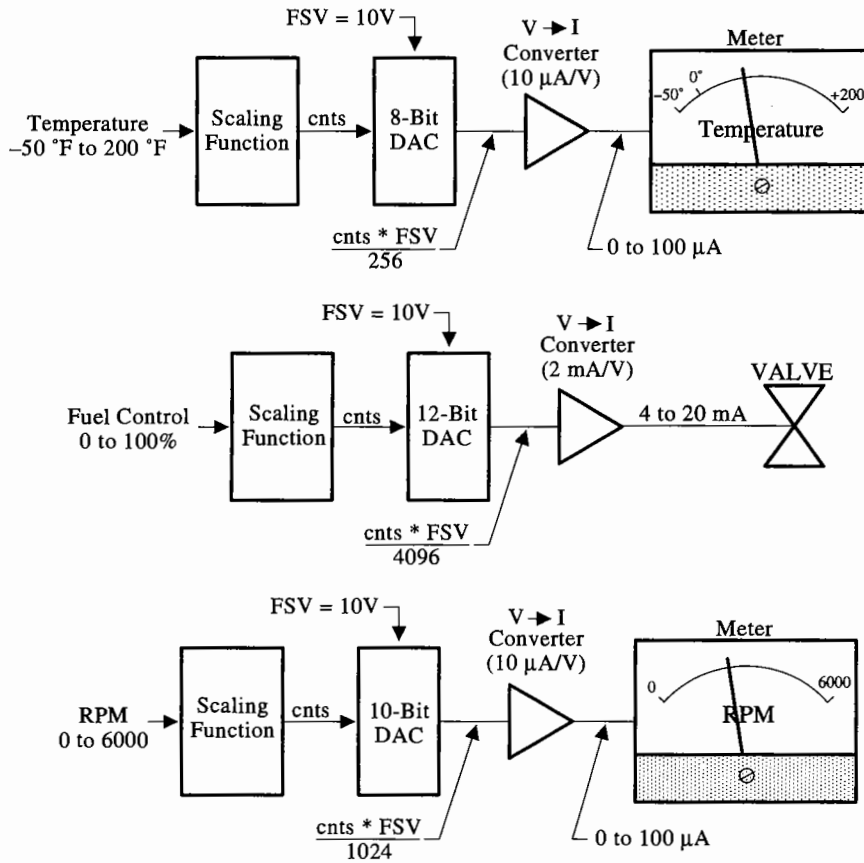 FSV = 10V
V → I
Converter
(10 µA/V)
Meter
Temperature
–50 °F to 200 °F
Scaling
Function
cnts
8-Bit
DAC
–50°
0°
+200
Temperature
cnts * FSV
256
0 to 100 µA
FSV = 10V
V → I
Converter
(2 mA/V)
VALVE
Fuel Control
0 to 100%
Scaling
Function
cnts
12-Bit
DAC
4 to 20 mA
cnts * FSV
4096
FSV = 10V
V → I
Converter
(10 µA/V)
Meter
RPM
0 to 6000
Scaling
Function
cnts
10-Bit
DAC
0
6000
RPM
cnts * FSV
1024
0 to 100 µA